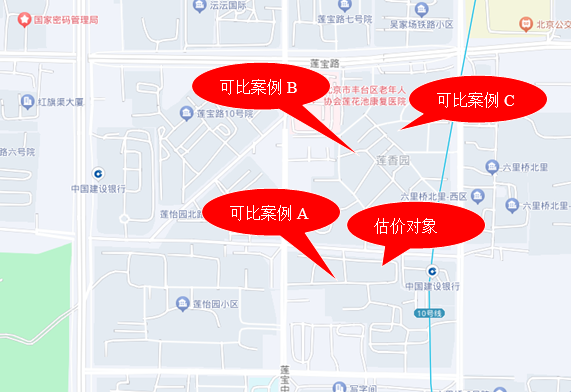 沄沄国际
莲宝路七号院
吴家场铁路小区
国家密码管理局
北京公交
莲宝路
可比案例 B
北京市丰台区老年人
协会莲花池康复医院
可比案例 C
红旗渠大厦
莲宝路10号院
莲香园
六号院
六里桥北里
中国建设银行
六里桥北里-西区
六里桥北里
可比案例 A
莲怡园北路
估价对象
中国建设银行
莲怡园小区
10号线
莲宝中
写字间